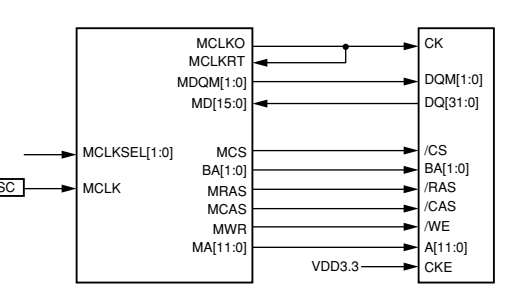 MCLKO CK
MCLKRT
MDQM[1:0] DQM[1:0]
MD[15:0] DQ[31:0]
MCLKSEL[1:0] MCS /CS
BA[1:0] BA[1:0]
SC MCLK MRAS /RAS
MCAS /CAS
MWR /WE
MA[11:0] A[11:0]
VDD3.3 CKE